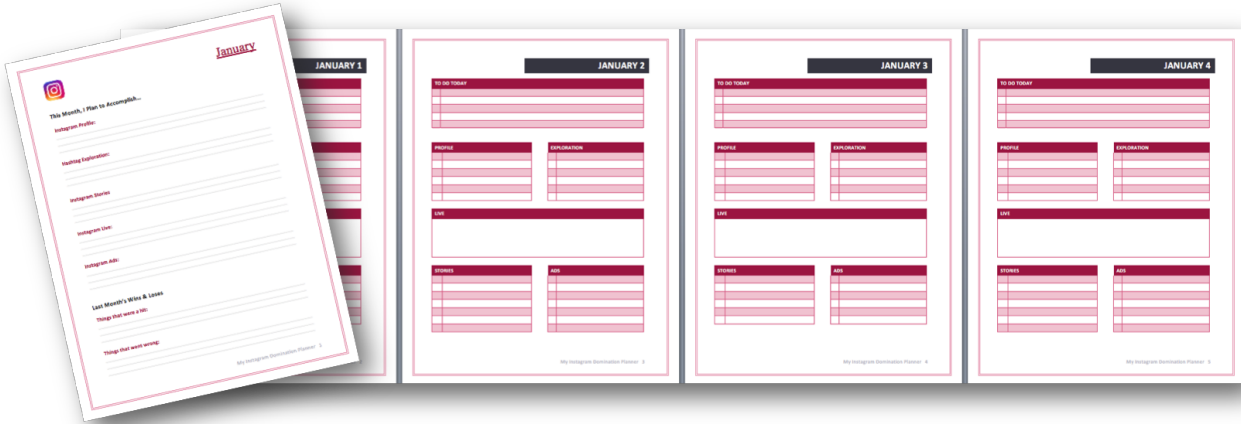 January
This Month, I Plan to Accomplish...
Instagram Profile:
Hashtag Exploration:
Instagram Stories
Instagram Live:
Instagram Ads:
Last Month's Wins & Loses
Things that were a hit:
Things that went wrong:
My Instagram Domination Planner 2
JANUARY 1
JANUARY 2
TO DO TODAY
PROFILE EXPLORATION
LIVE
STORIES ADS
My Instagram Domination Planner 3
JANUARY 3
TO DO TODAY
PROFILE EXPLORATION
LIVE
STORIES ADS
My Instagram Domination Planner 4
JANUARY 4
TO DO TODAY
PROFILE EXPLORATION
LIVE
STORIES ADS
My Instagram Domination Planner 5